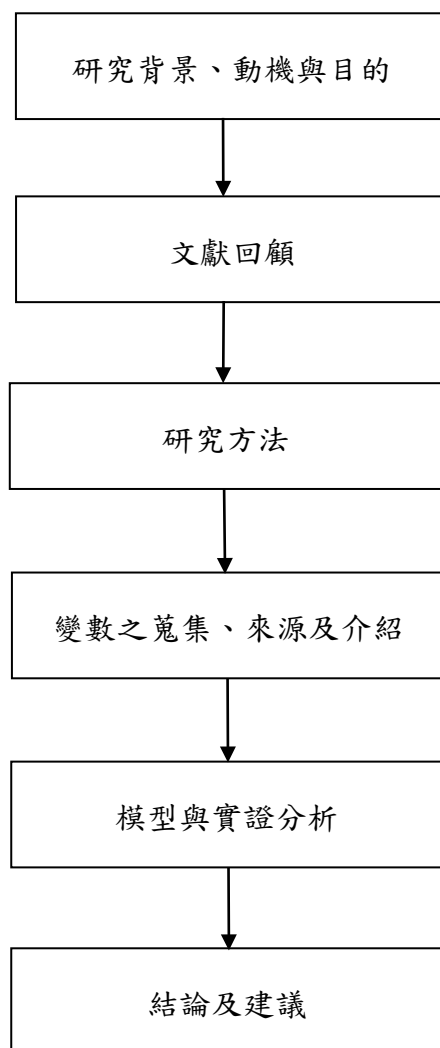 研究背景、動機與目的
文獻回顧
研究方法
變數之蒐集、來源及介紹
模型與實證分析
結論及建議